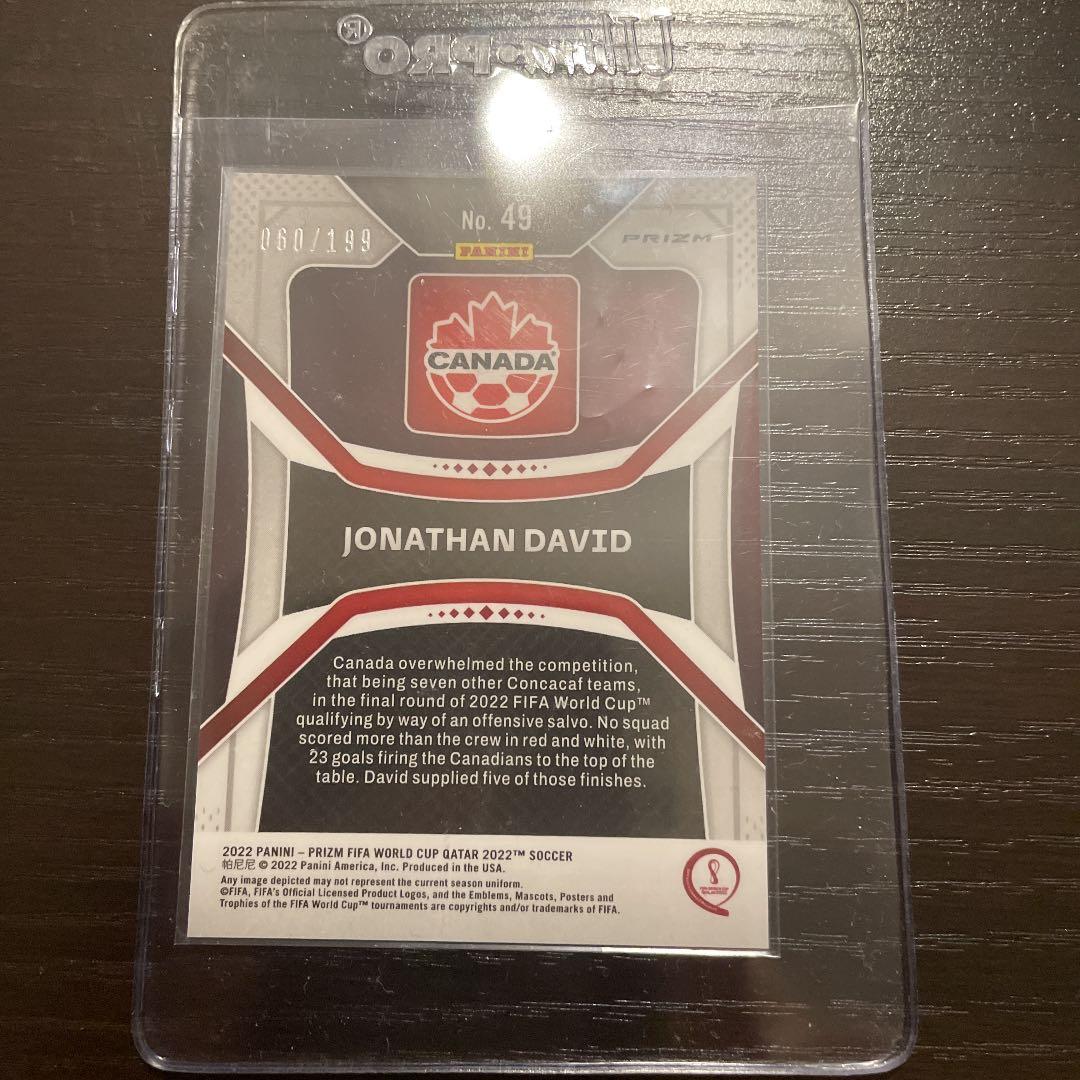 Ultra•PRO®
No. 49
060/199
PANINI
PRIZM
CANADA
JONATHAN DAVID
Canada overwhelmed the competition,
that being seven other Concacaf teams,
in the final round of 2022 FIFA World Cup™
qualifying by way of an offensive salvo. No squad
scored more than the crew in red and white, with
23 goals firing the Canadians to the top of the
table. David supplied five of those finishes.
2022 PANINI – PRIZM FIFA WORLD CUP QATAR 2022™ SOCCER
帕尼尼 © 2022 Panini America, Inc. Produced in the USA.
Any image depicted may not represent the current season uniform.
©FIFA, FIFA's Official Licensed Product Logos, and the Emblems, Mascots, Posters and
Trophies of the FIFA World Cup™ tournaments are copyrights and/or trademarks of FIFA.